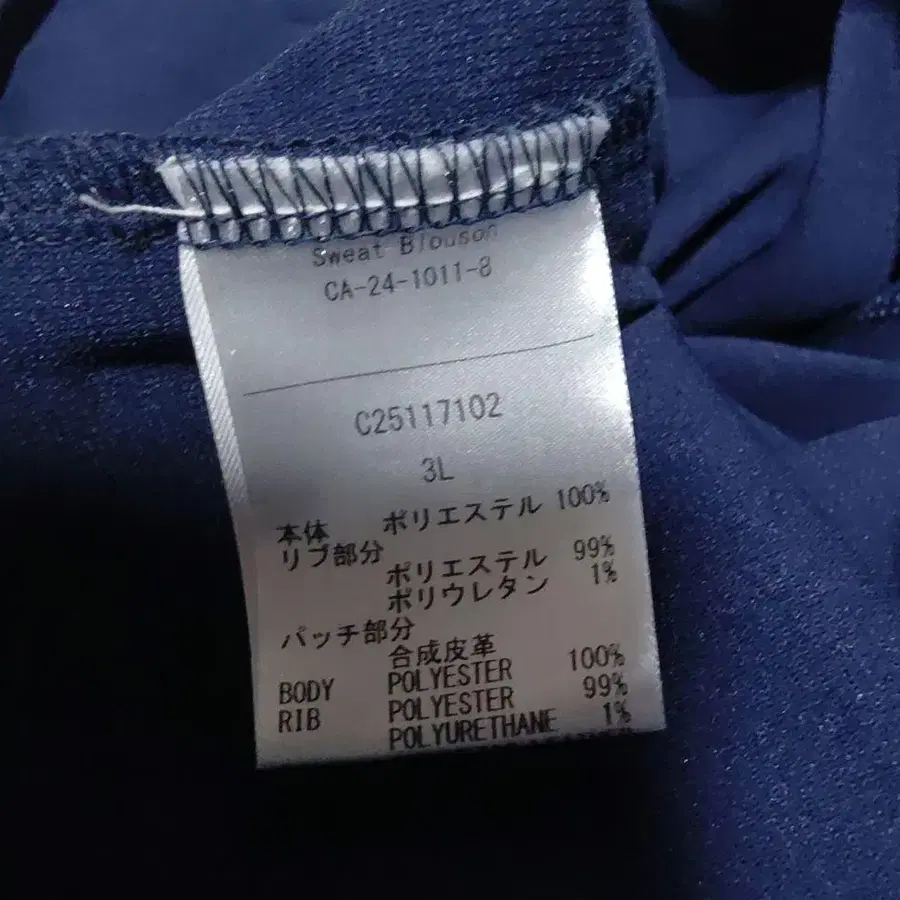 Sweat Blouson
CA-24-1011-8
C25117102
3L
本体 ポリエステル 100%
リブ部分
ポリエステル 99%
ポリウレタン 1%
パッチ部分
合成皮革
BODY POLYESTER 100%
RIB POLYESTER 99%
POLYURETHANE 1%